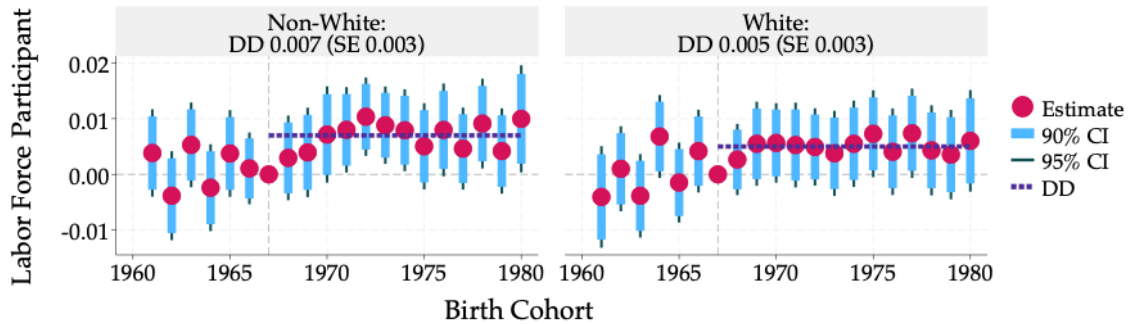 Non-White:
DD 0.007 (SE 0.003)
White:
DD 0.005 (SE 0.003)
Labor Force Participant
0.02
0.01
0.00
-0.01
1960 1965 1970 1975 1980
1960 1965 1970 1975 1980
Birth Cohort
Estimate
90% CI
95% CI
DD